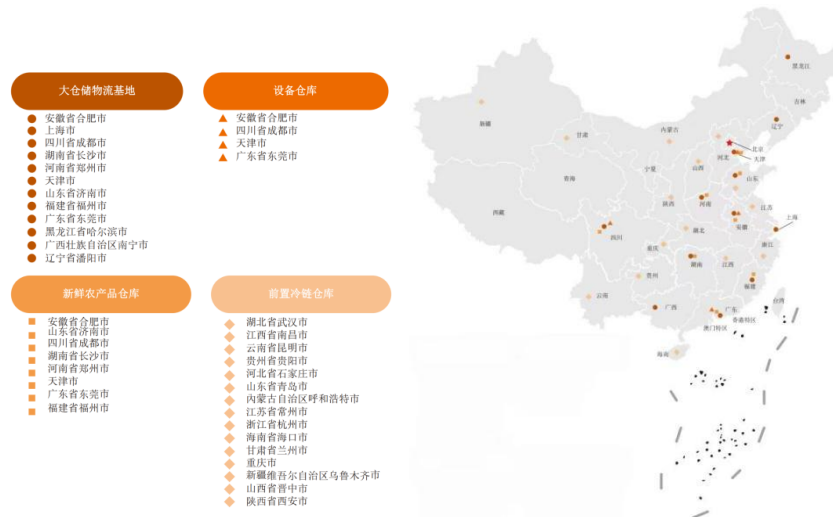 大仓储物流基地
安徽省合肥市
上海市
四川省成都市
湖南省长沙市
河南省郑州市
天津市
山东省济南市
福建省福州市
广东省东莞市
黑龙江省哈尔滨市
广西壮族自治区南宁市
辽宁省潘阳市
设备仓库
安徽省合肥市
四川省成都市
天津市
广东省东莞市
新鲜农产品仓库
安徽省合肥市
山东省济南市
四川省成都市
湖南省长沙市
河南省郑州市
天津市
广东省东莞市
福建省福州市
前置冷链仓库
湖北省武汉市
江西省南昌市
云南省昆明市
贵州省贵阳市
河北省石家庄市
山东省青岛市
内蒙古自治区呼和浩特市
江苏省常州市
浙江省杭州市
海南省海口市
甘肃省兰州市
重庆市
新疆维吾尔自治区乌鲁木齐市
山西省晋中市
陕西省西安市
黑龙江
吉林
辽宁
新疆
甘肃
内蒙古
北京
河北
天津
山西
宁夏
青海
山东
陕西
河南
江苏
西藏
安徽
上海
四川
湖北
浙江
重庆
湖南
江西
贵州
福建
云南
台湾
广西
广东
香港特区
澳门特区
海南